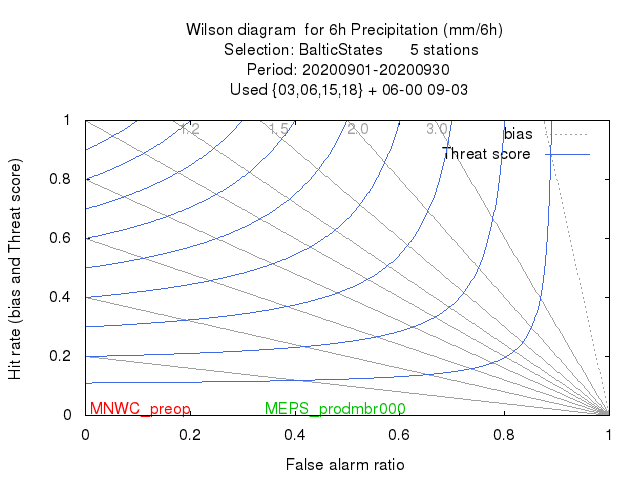 Wilson diagram  for 6h Precipitation (mm/6h)
Selection: BalticStates      5 stations
Period: 20200901-20200930
Used {03,06,15,18} + 06-00 09-03
1
1.2 1.5 2.0 3.0
bias
Threat score
0.8
0.6
0.4
0.2
0
MNWC_preop MEPS_prodmbr000
0 0.2 0.4 0.6 0.8 1
Hit rate (bias and Threat score)
False alarm ratio